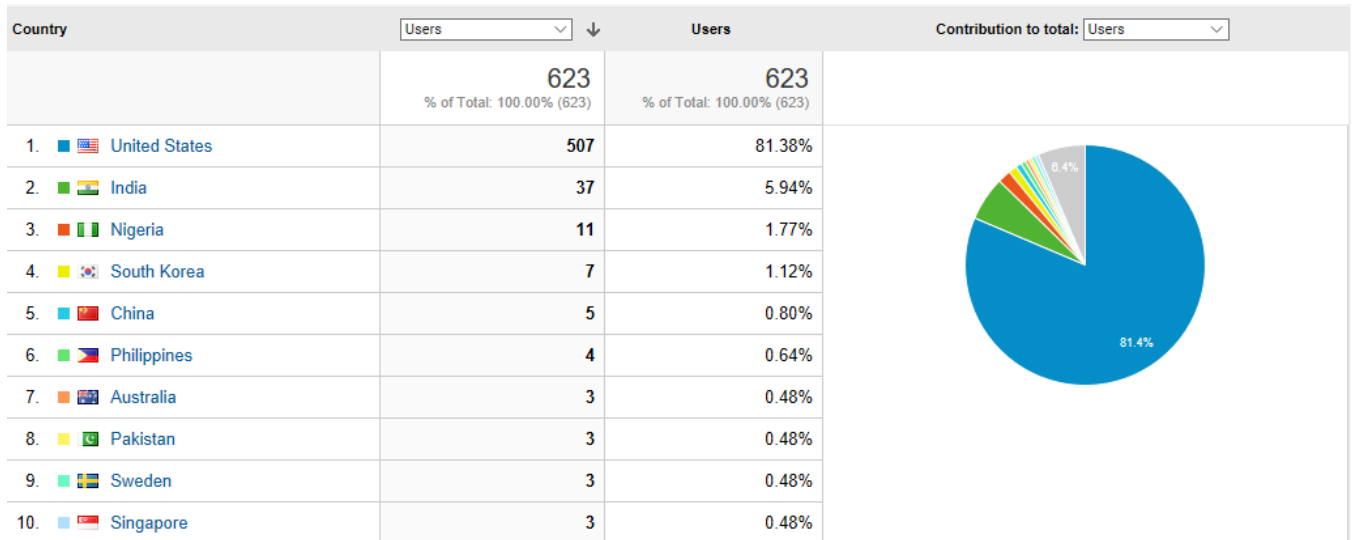 Country Users Users Contribution to total: Users
623 623
% of Total: 100.00% (623) % of Total: 100.00% (623)
1. United States 507 81.38%
2. India 37 5.94%
3. Nigeria 11 1.77%
4. South Korea 7 1.12%
5. China 5 0.80%
6. Philippines 4 0.64%
7. Australia 3 0.48%
8. Pakistan 3 0.48%
9. Sweden 3 0.48%
10. Singapore 3 0.48%
6.4%
81.4%